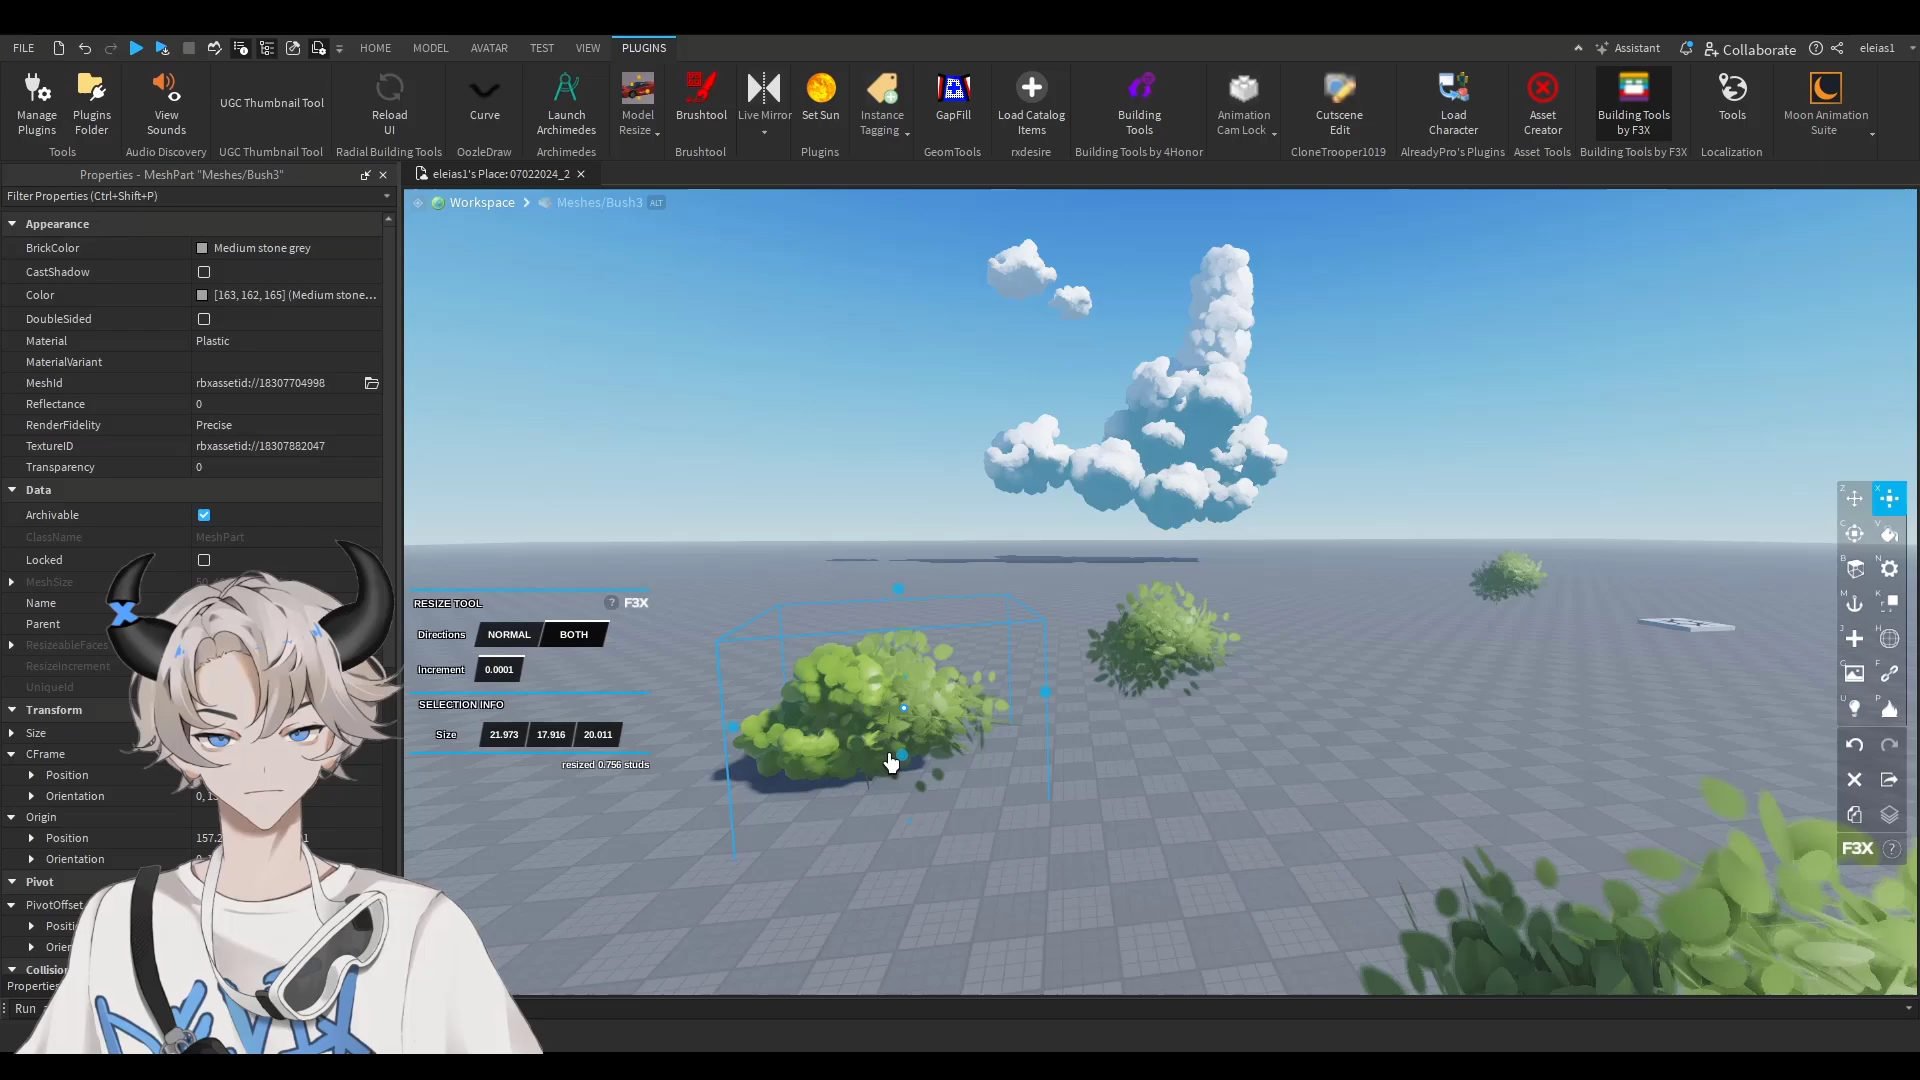 FILE HOME MODEL AVATAR TEST VIEW PLUGINS Assistant Collaborate eleias1
Manage Plugins
Plugins Folder
Tools
View Sounds
Audio Discovery
UGC Thumbnail Tool
UGC Thumbnail Tool
Reload UI
Radial Building Tools
Curve
OozleDraw
Launch Archimedes
Archimedes
Model Resize
Brushtool
Brushtool
Live Mirror
Set Sun
Plugins
Instance Tagging
GapFill
GeomTools
Load Catalog Items
rxdesire
Building Tools
Building Tools by 4Honor
Animation Cam Lock
Cutscene Edit
CloneTrooper1019
Load Character
AlreadyPro's Plugins
Asset Creator
Asset Tools
Building Tools by F3X
Building Tools by F3X
Tools
Localization
Moon Animation Suite
Properties - MeshPart "Meshes/Bush3"
eleias1's Place: 07022024_2
Filter Properties (Ctrl+Shift+P)
Workspace Meshes/Bush3 ALT
Appearance
BrickColor Medium stone grey
CastShadow
Color [163, 162, 165] (Medium stone...
DoubleSided
Material Plastic
MaterialVariant
MeshId rbxassetid://18307704998
Reflectance 0
RenderFidelity Precise
TextureID rbxassetid://18307882047
Transparency 0
Data
Archivable
ClassName MeshPart
Locked
MeshSize
Name
Parent
ResizeableFaces
ResizeIncrement
UniqueId
Transform
Size
CFrame
Position
Orientation
Origin
Position 157.2
Orientation
Pivot
PivotOffset
Positi
Orier
Collision
Properties
Run
RESIZE TOOL ? F3X
Directions NORMAL BOTH
Increment 0.0001
SELECTION INFO
Size 21.973 17.916 20.011
resized 0.756 studs
Z X
C V
B N
M K
J H
G F
U P
F3X ?